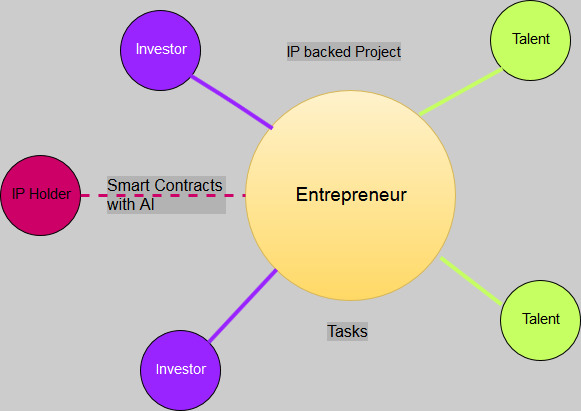 Talent
Investor
IP backed Project
IP Holder
Smart Contracts
with AI
Entrepreneur
Talent
Tasks
Investor